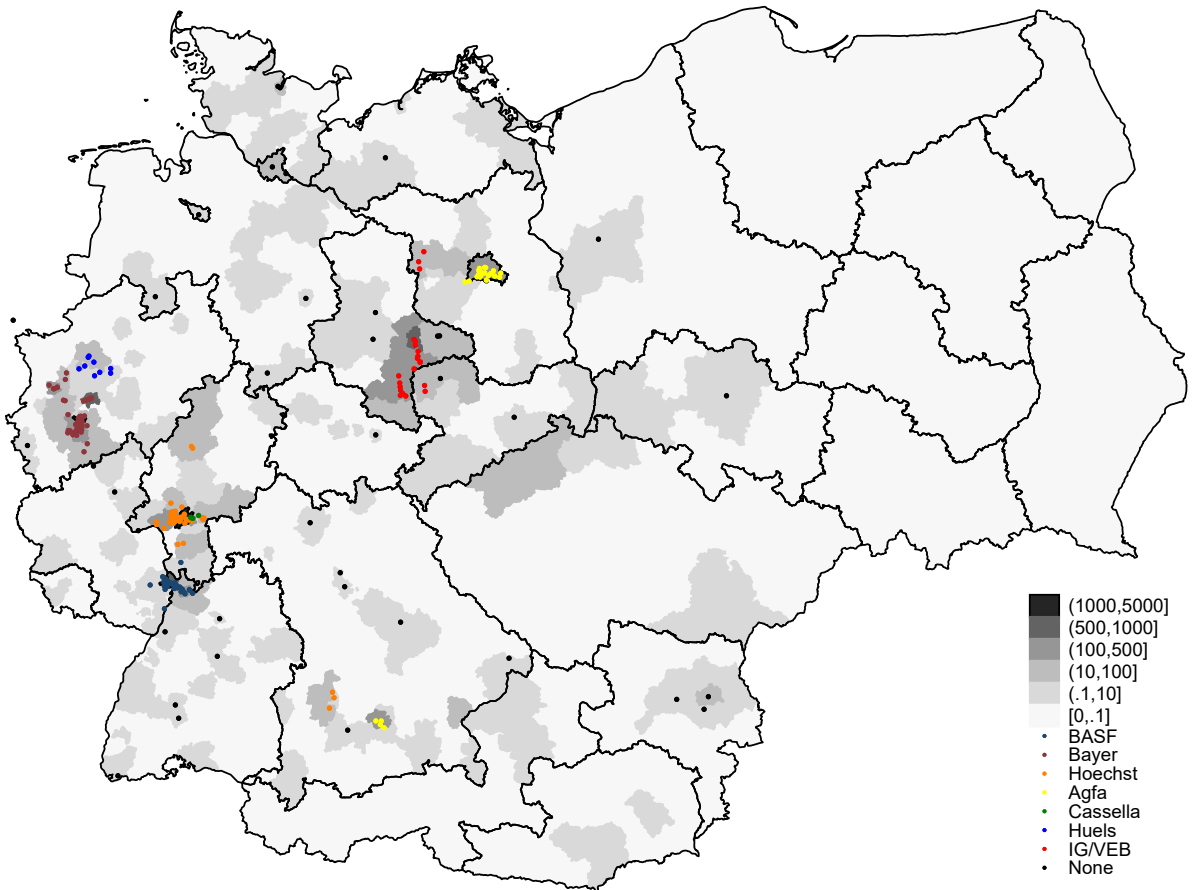 (1000,5000]
(500,1000]
(100,500]
(10,100]
(.1,10]
[0,.1]
BASF
Bayer
Hoechst
Agfa
Cassella
Huels
IG/VEB
None